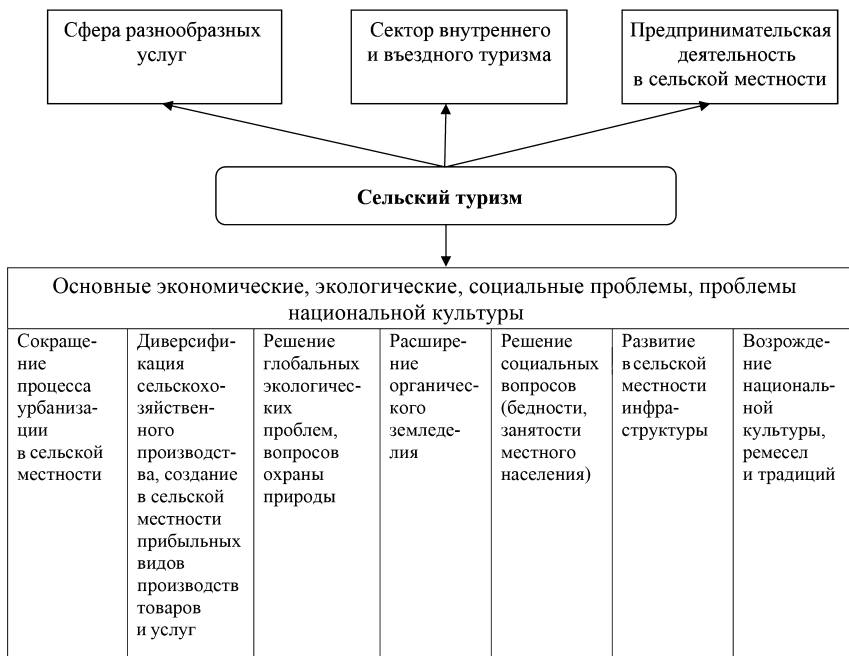 Сфера разнообразных
услуг
Сектор внутреннего
и въездного туризма
Предпринимательская
деятельность
в сельской местности
Сельский туризм
Основные экономические, экологические, социальные проблемы, проблемы
национальной культуры
Сокраще-
ние
процесса
урбаниза-
ции
в сельской
местности
Диверсифи-
кация
сельскохо-
зяйствен-
ного
производст-
ва, создание
в сельской
местности
прибыльных
видов
производств
товаров
и услуг
Решение
глобальных
экологичес-
ких
проблем,
вопросов
охраны
природы
Расшире-
ние
органичес-
кого
земледе-
лия
Решение
социальных
вопросов
(бедности,
занятости
местного
населения)
Развитие
в сельской
местности
инфра-
структуры
Возрожде-
ние
националь-
ной
культуры,
ремесел
и традиций